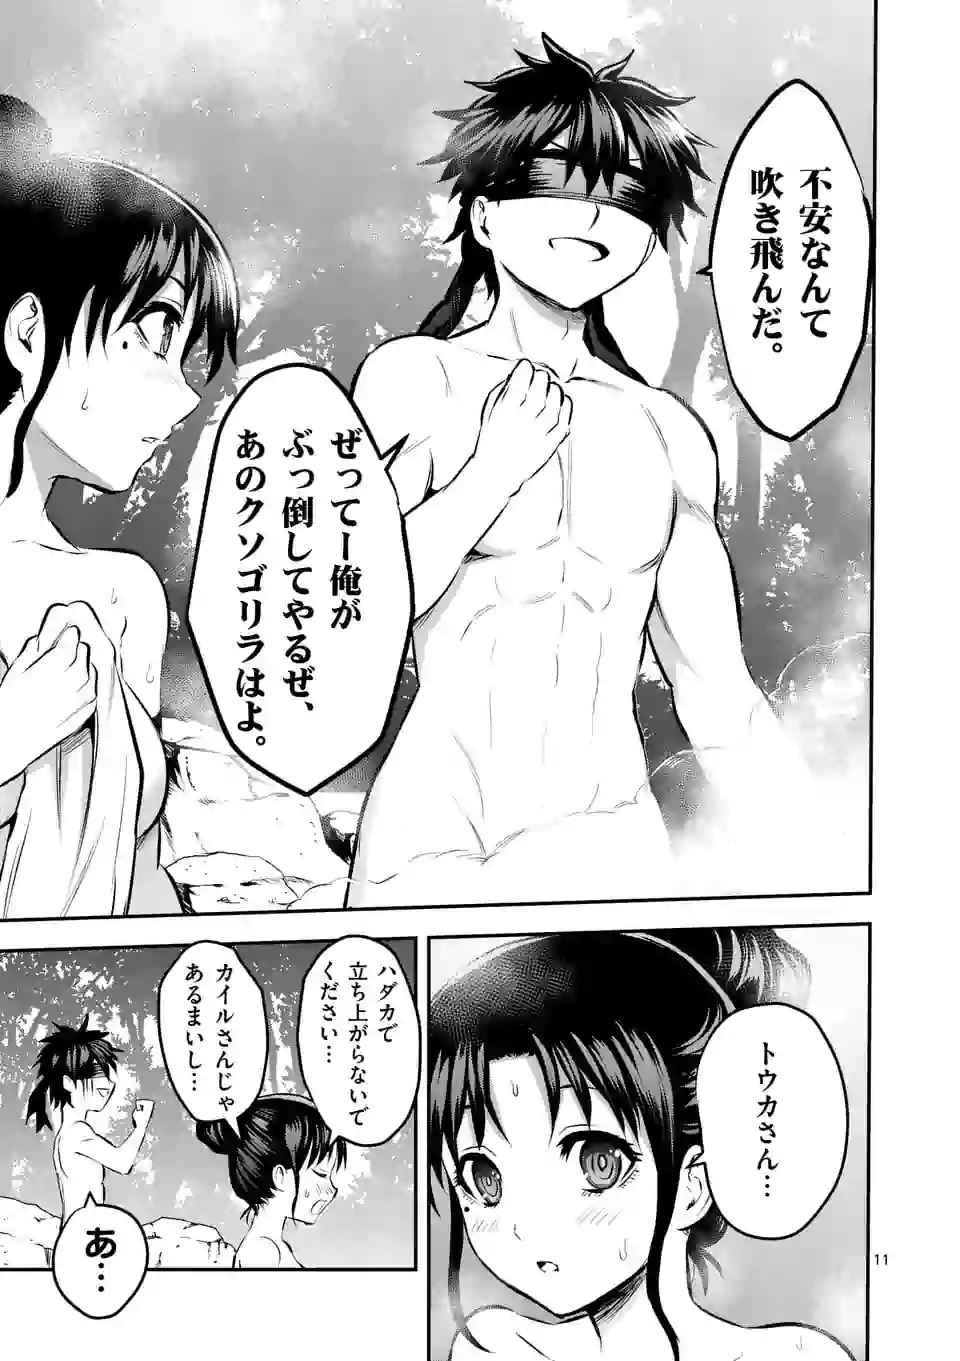 不安なんて
吹き飛んだ。
ぜってー俺が
ぶっ倒してやるぜ、
あのクソゴリラはよ。
トウカさん…
ハダカで
立ち上がらないで
ください…
カイルさんじゃ
あるまいし…
あ…
11